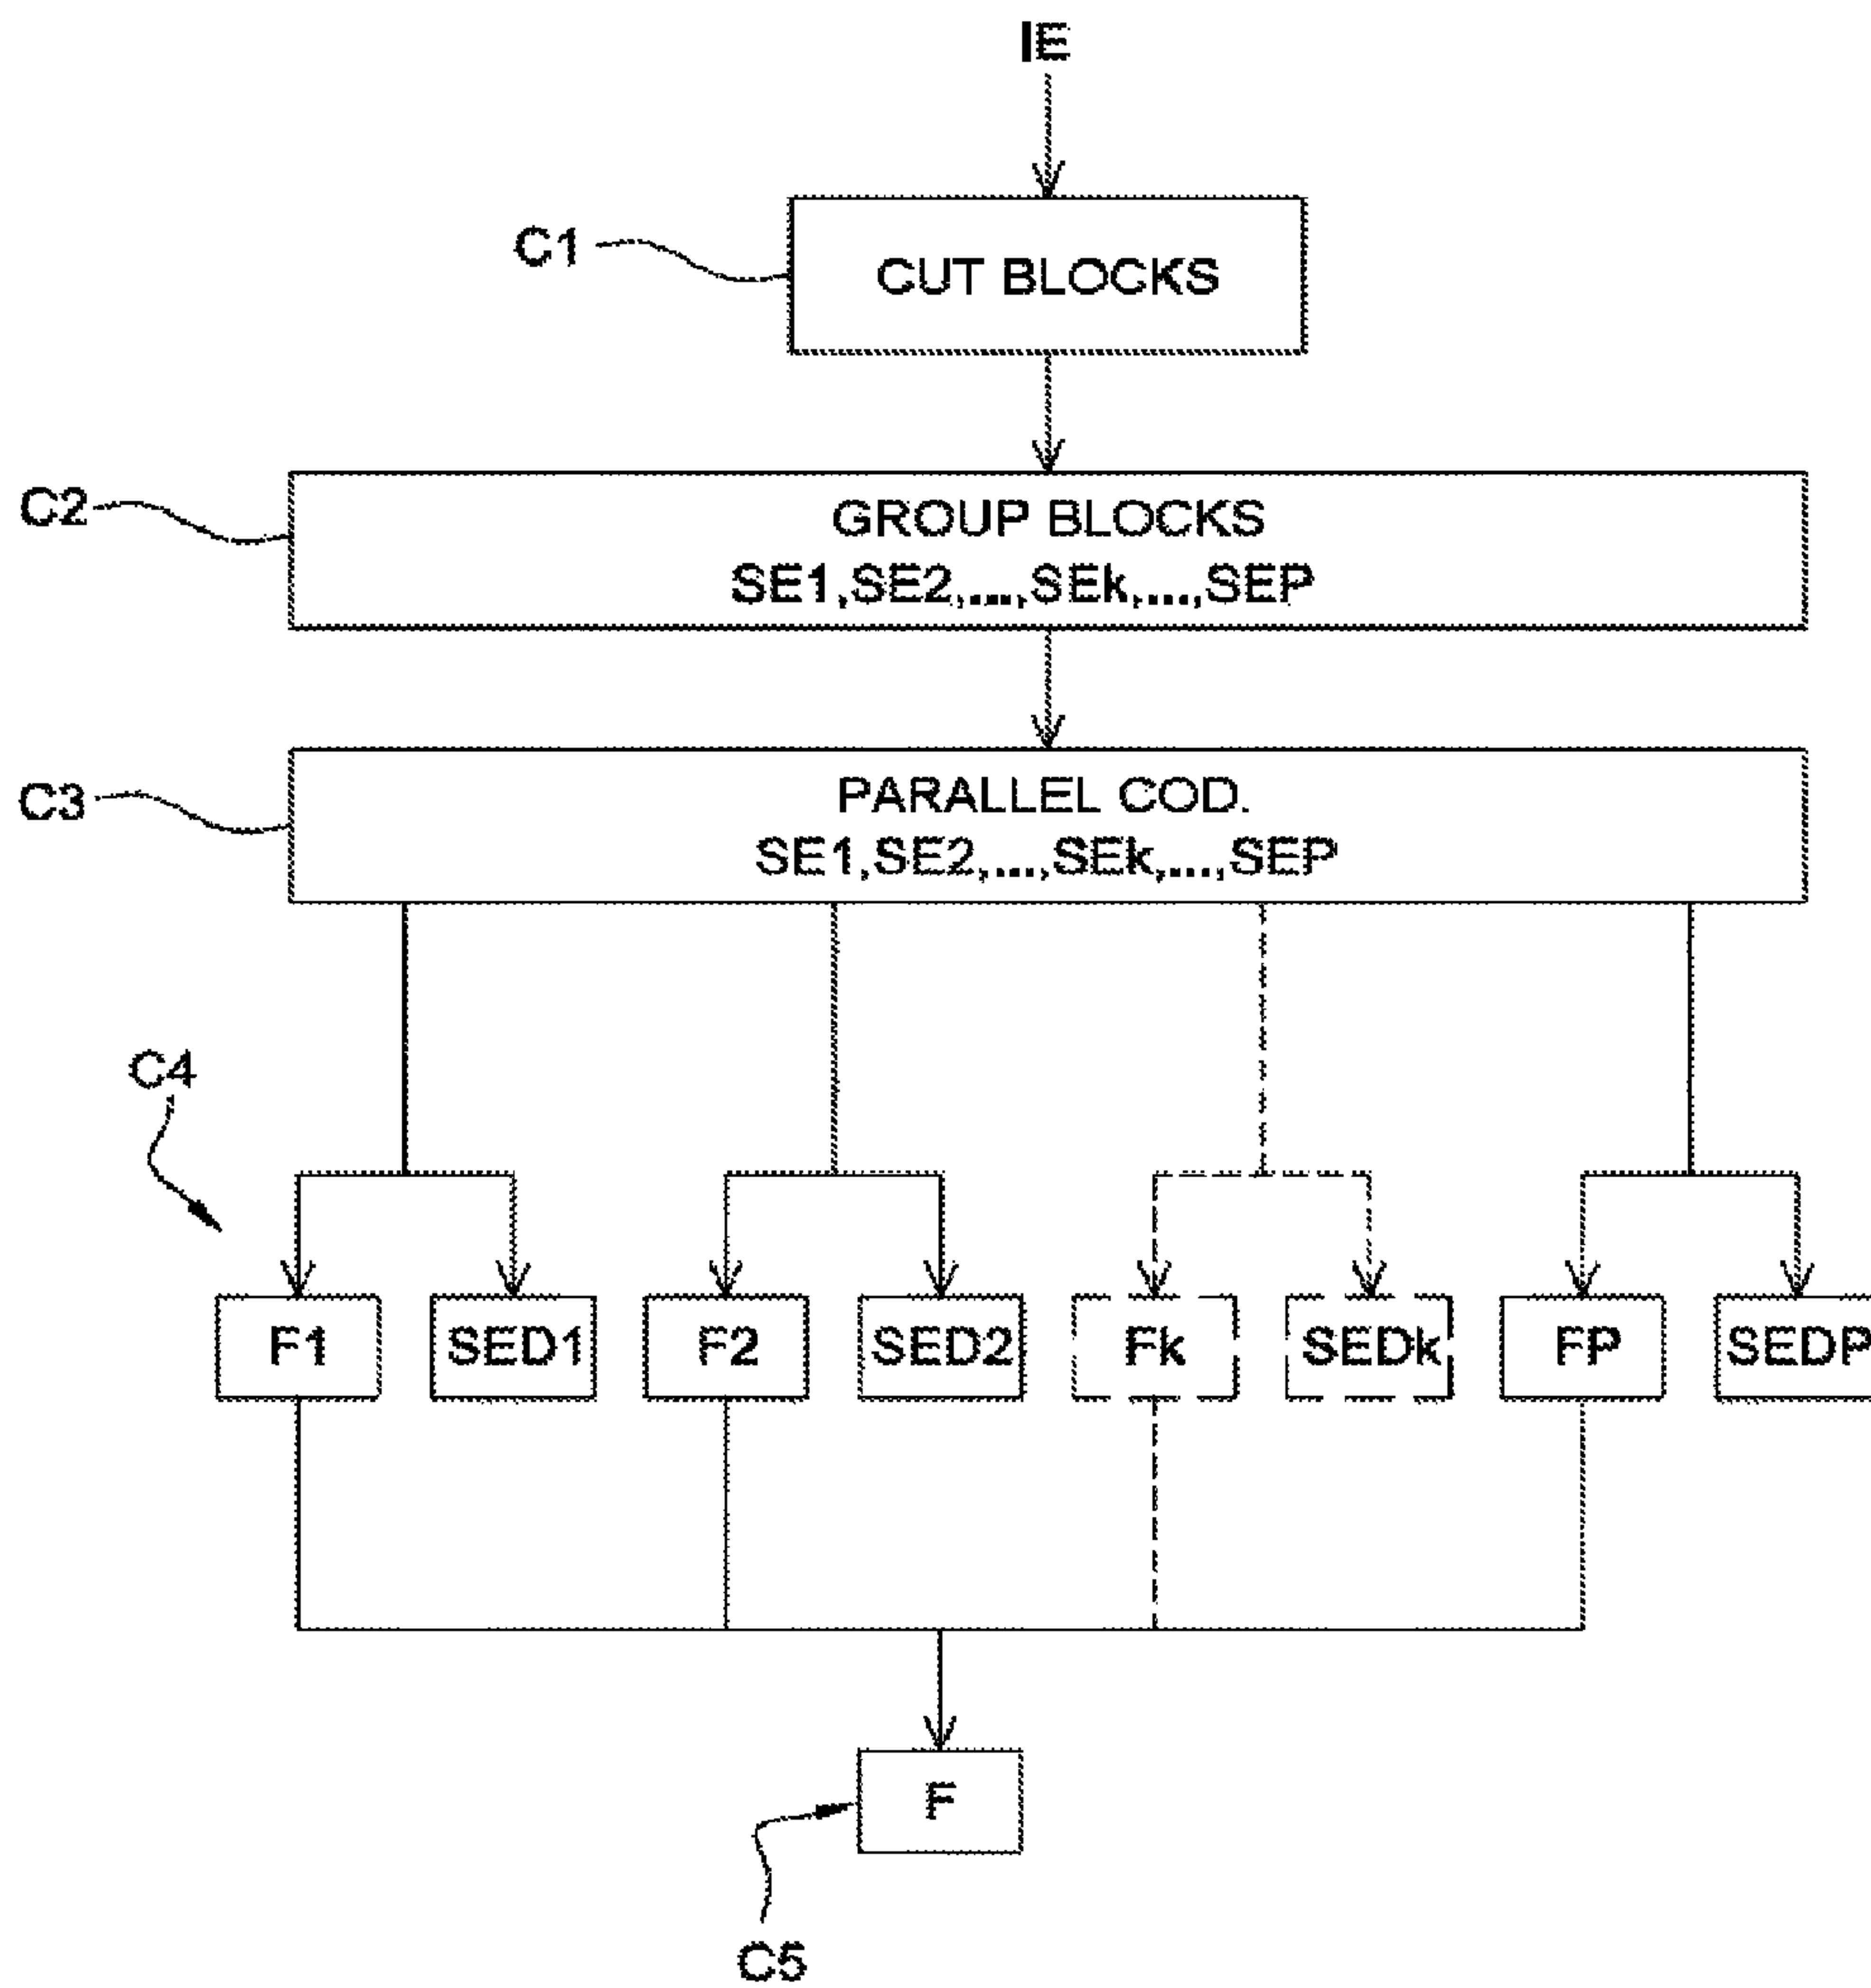 IE
C1
CUT BLOCKS
C2
GROUP BLOCKS
SE1,SE2,....,SEk,....,SEP
C3
PARALLEL COD.
SE1,SE2,....,SEk,....,SEP
C4
F1
SED1
F2
SED2
Fk
SEDk
FP
SEDP
F
C5